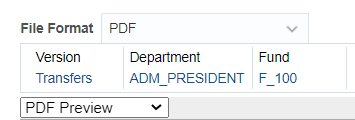 File Format PDF
Version Department Fund
Transfers ADM_PRESIDENT F_100
PDF Preview